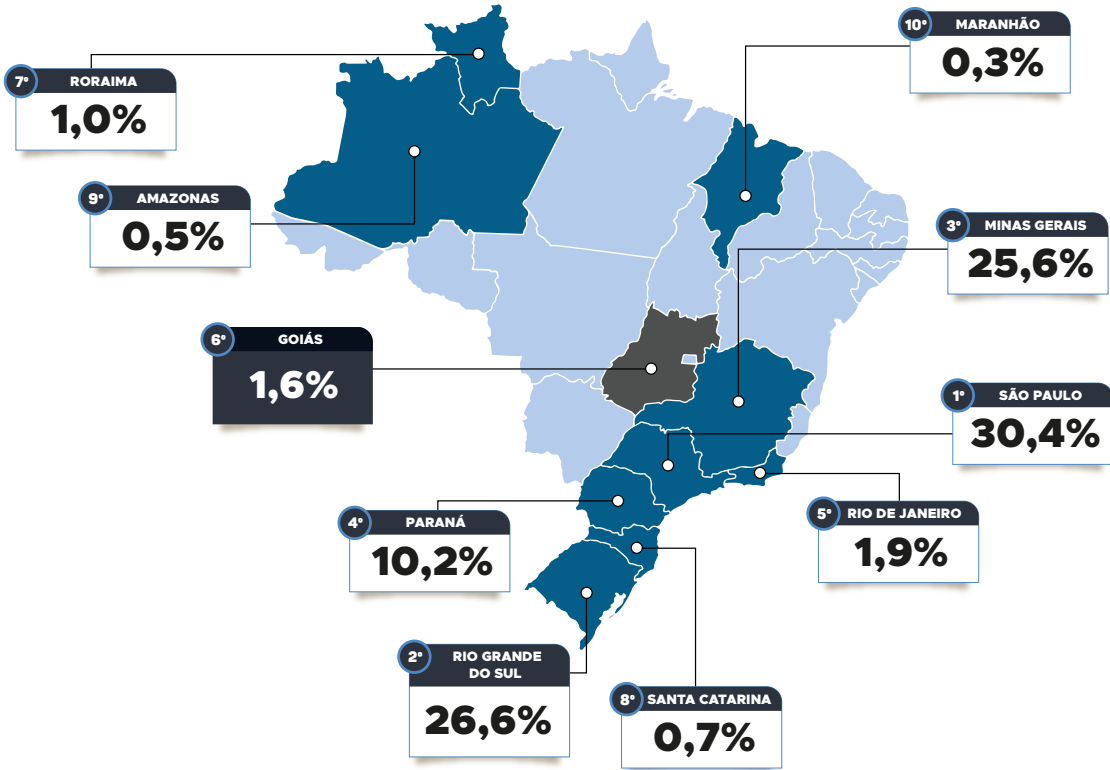 10º MARANHÃO
0,3%
7º RORAIMA
1,0%
9º AMAZONAS
0,5%
3º MINAS GERAIS
25,6%
6º GOIÁS
1,6%
1º SÃO PAULO
30,4%
5º RIO DE JANEIRO
1,9%
4º PARANÁ
10,2%
2º RIO GRANDE
DO SUL
26,6%
8º SANTA CATARINA
0,7%